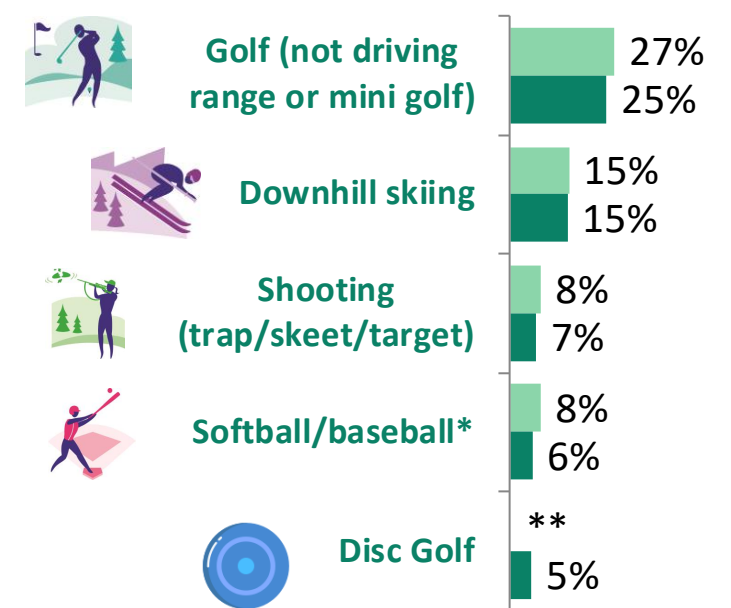 Golf (not driving
range or mini golf)
27%
25%
Downhill skiing
15%
15%
Shooting
(trap/skeet/target)
8%
7%
Softball/baseball*
8%
6%
Disc Golf
**
5%